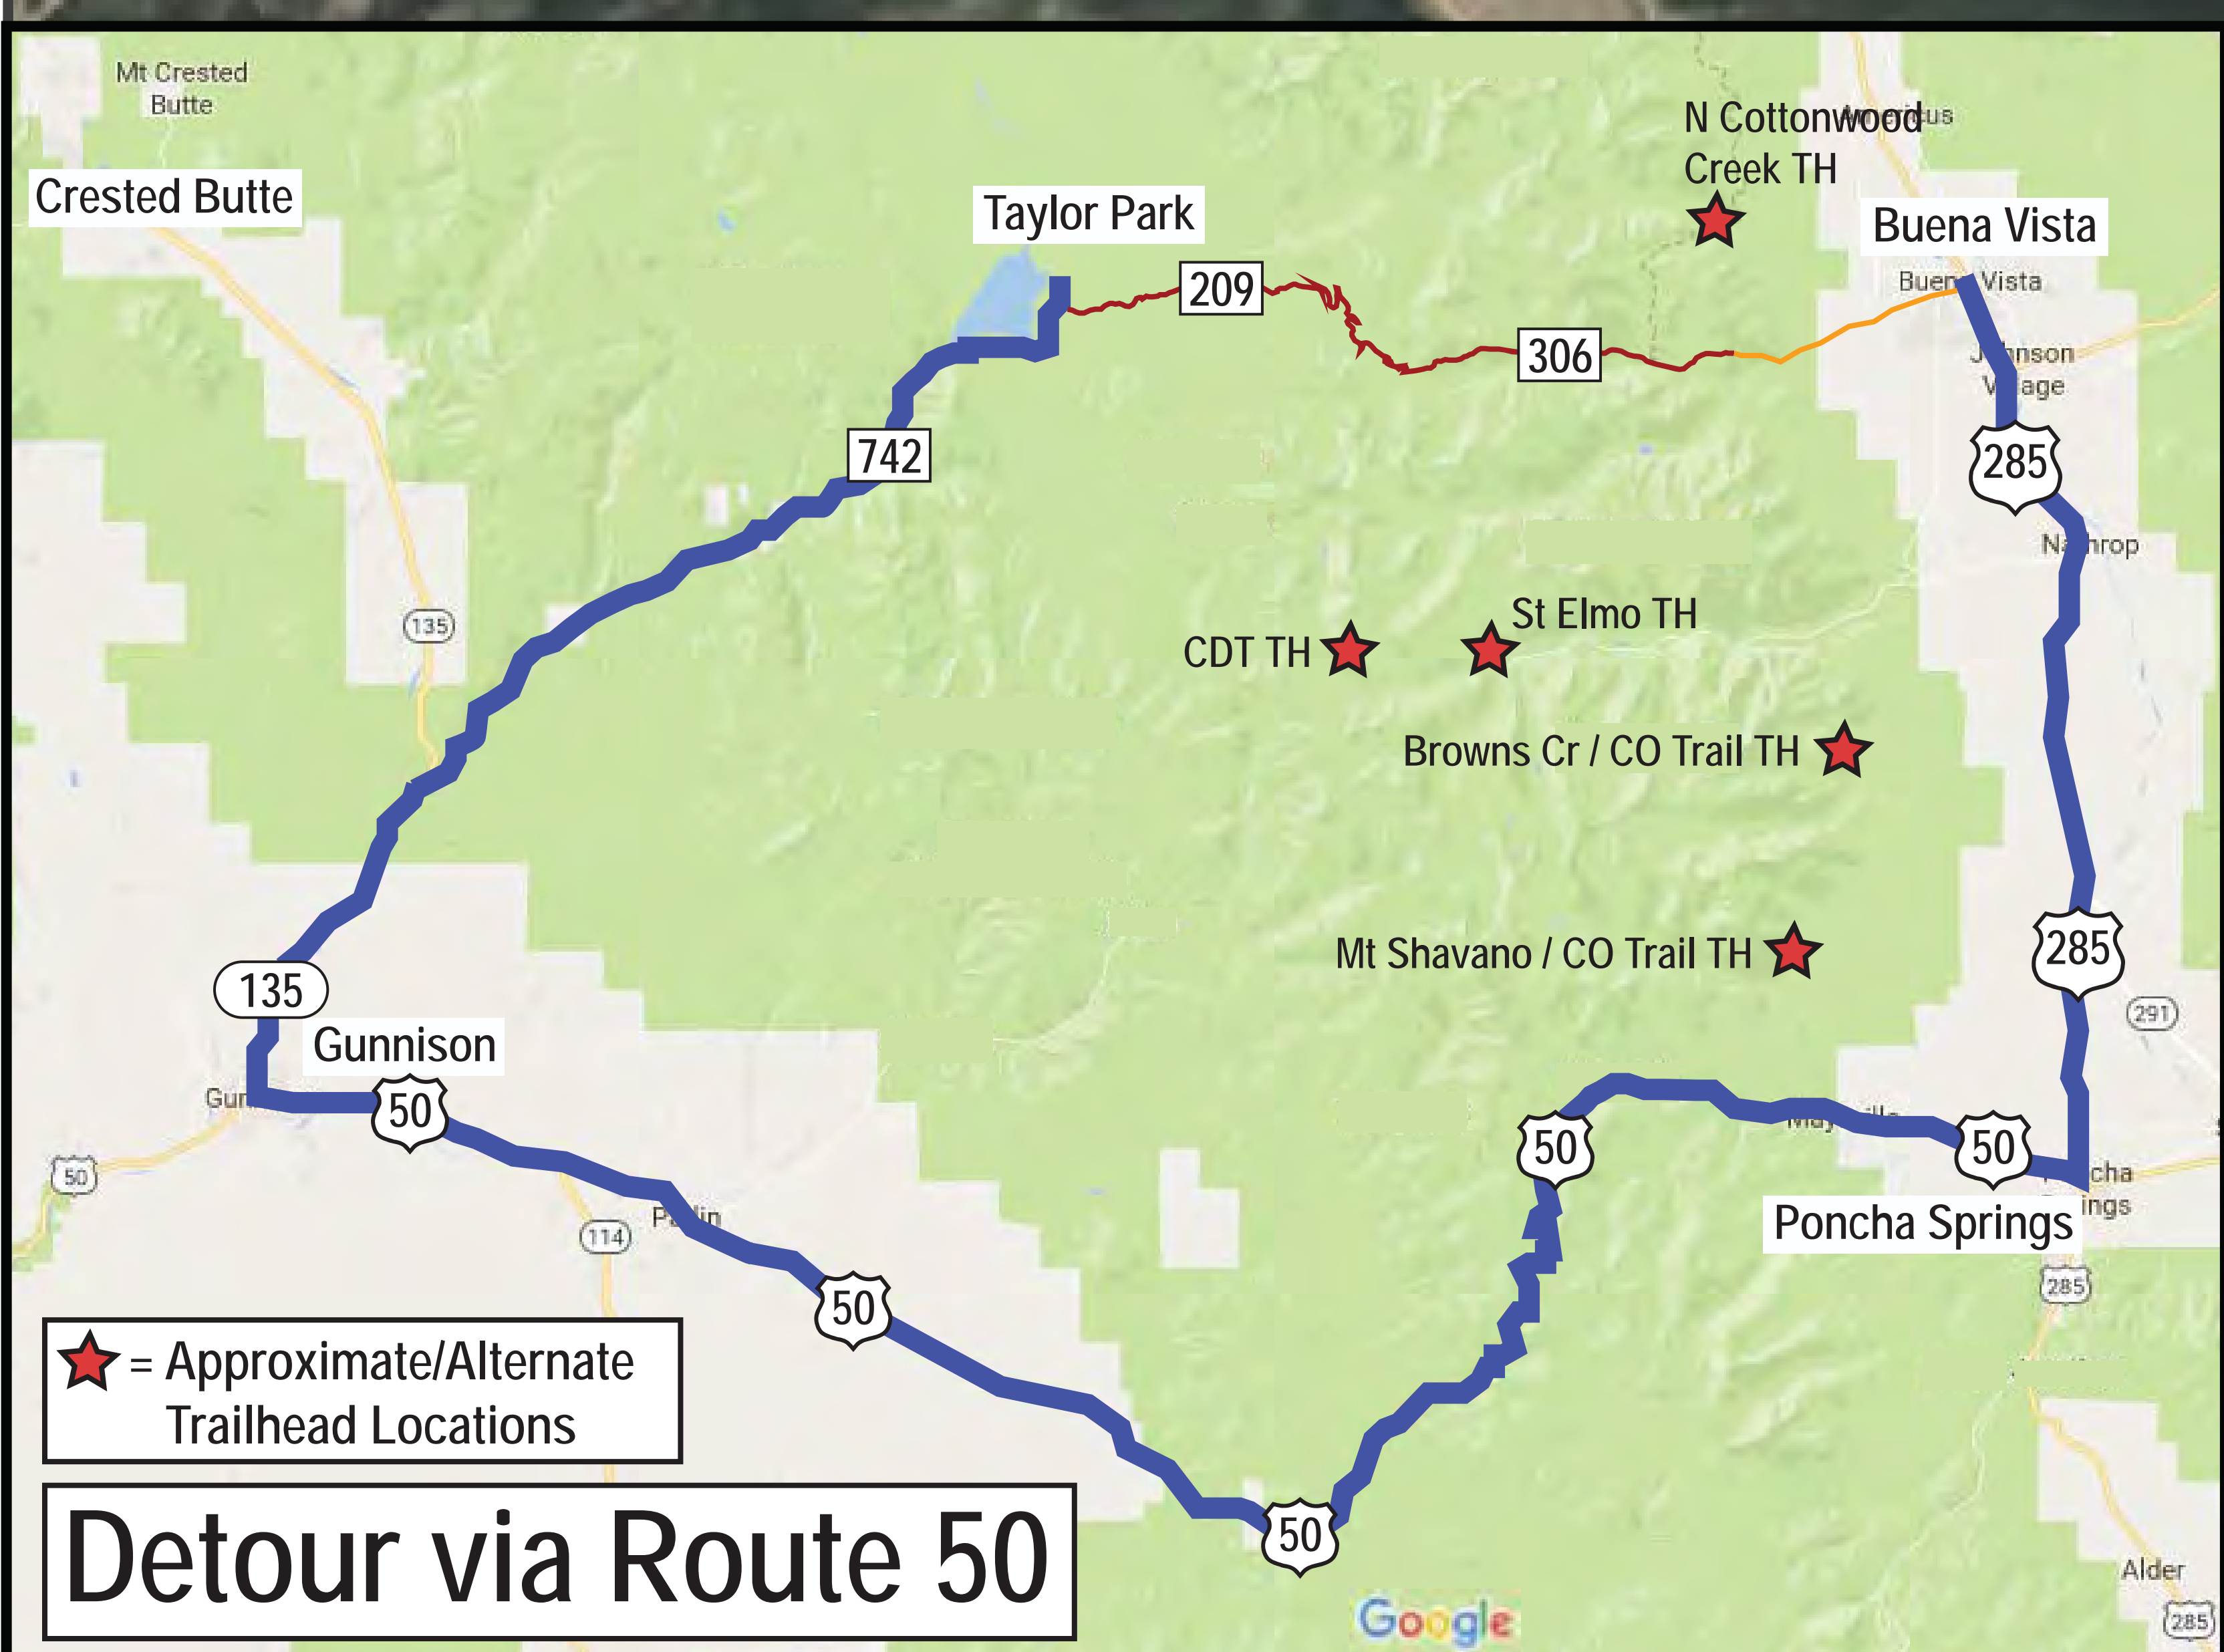 Mt Crested
Butte
Crested Butte
Taylor Park
N Cottonwood
Creek TH
Buena Vista
Buena Vista
209
306
Johnson
Village
742
285
Nathrop
135
CDT TH
St Elmo TH
Browns Cr / CO Trail TH
Mt Shavano / CO Trail TH
285
291
135
Gunnison
50
50
50
50
Poncha Springs
114
50
285
50
= Approximate/Alternate
Trailhead Locations
Detour via Route 50
Google
Alder
285